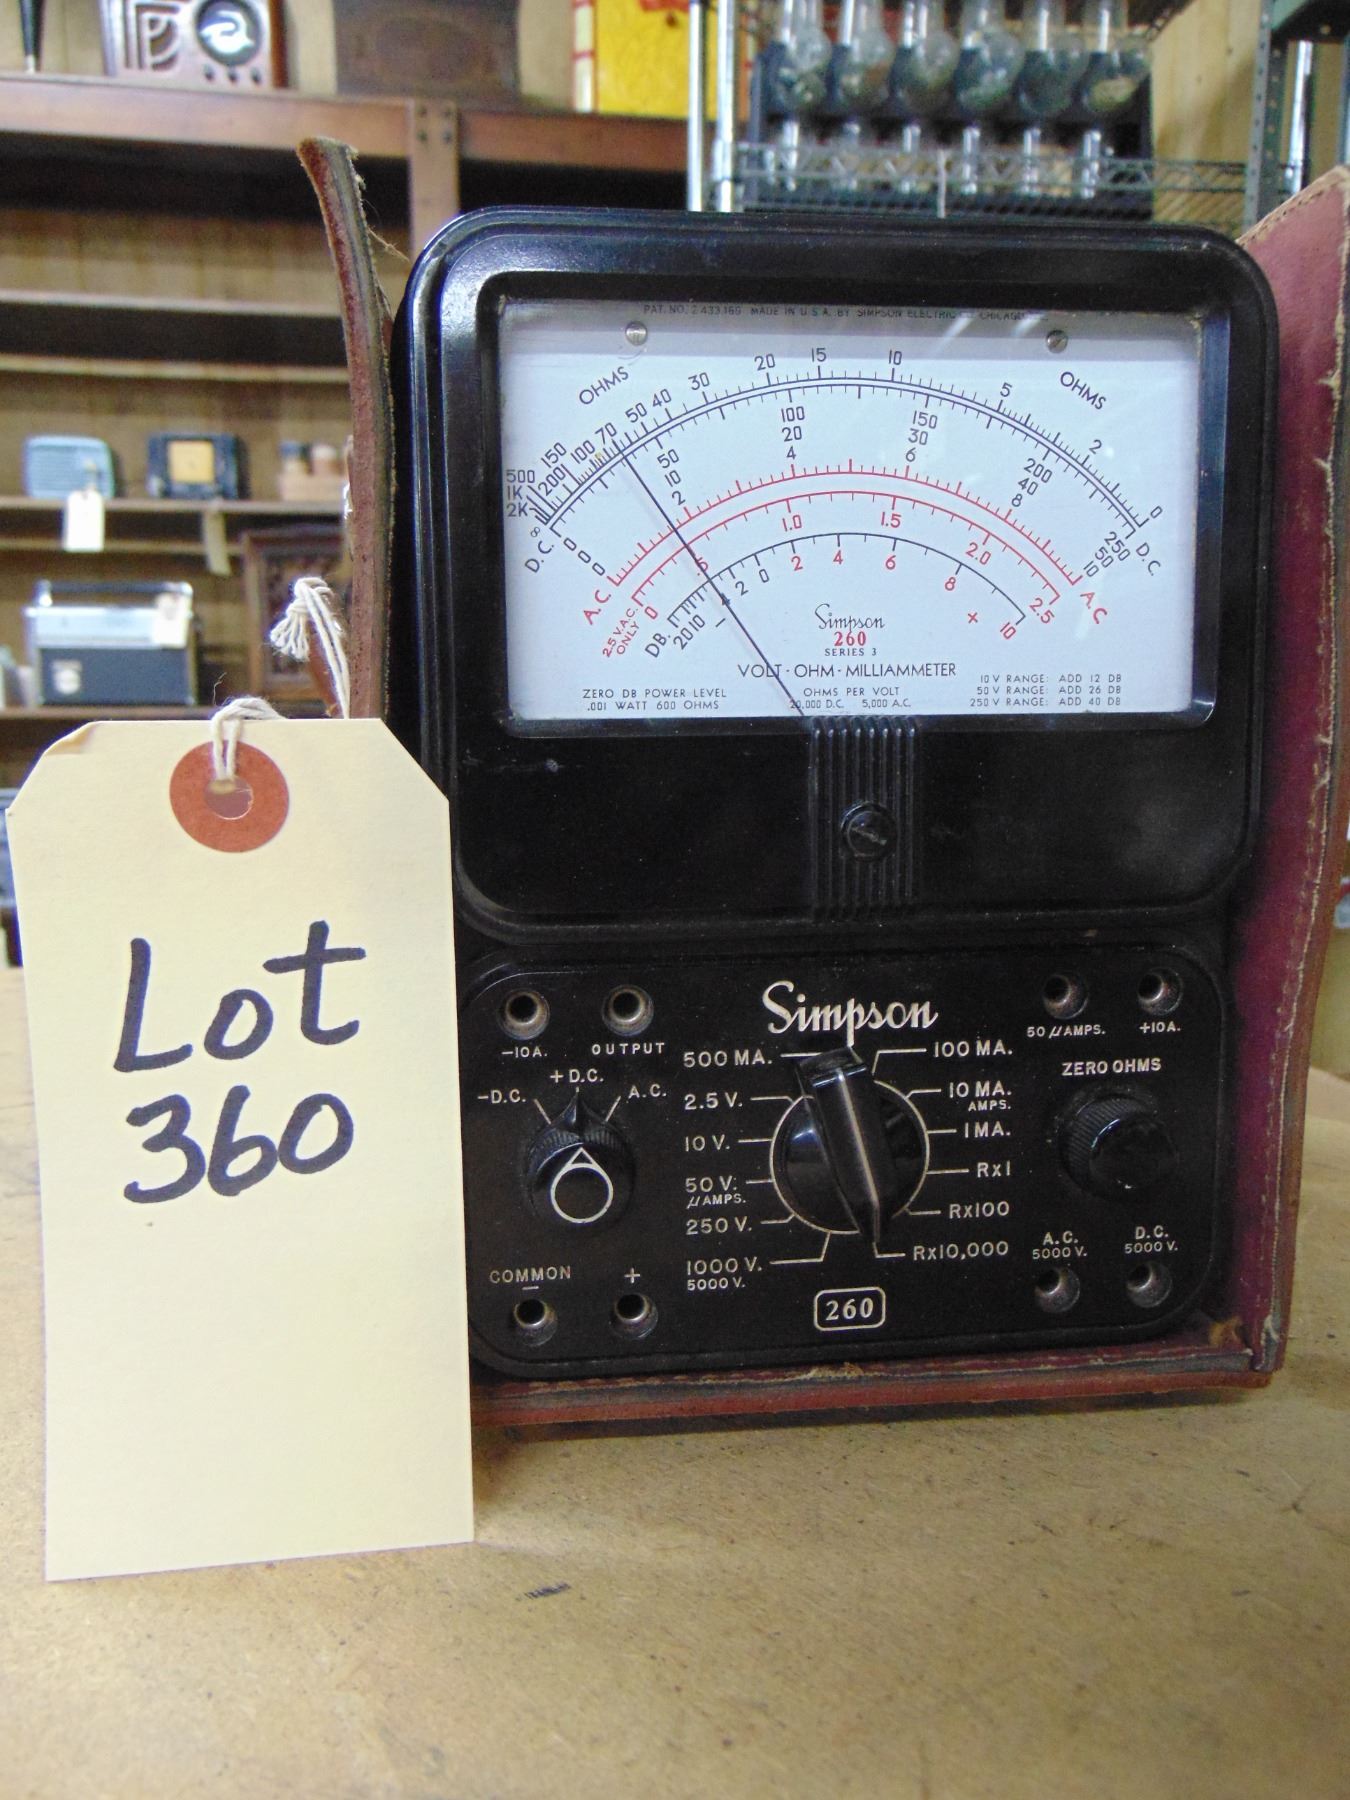 PAT. NO. 2 433,169 MADE IN U.S.A. BY SIMPSON ELECTRIC CO. CHICAGO
OHMS 20 15 10 OHMS
500 150 100 70 50 40 30 5 2 0
1K 200
2K
∞
D.C. 0 50 100 150 200 250 D.C.
0 10 20 30 40 50
0 2 4 6 8 10
A.C. A.C.
2.5 V.A.C. ONLY 0 .5 1.0 1.5 2.0 2.5
DB. 20 10 4 2 0 2 4 6 8 10
− +
Simpson
260
SERIES 3
VOLT - OHM - MILLIAMMETER
ZERO DB POWER LEVEL
.001 WATT 600 OHMS
OHMS PER VOLT
20,000 D.C. 5,000 A.C.
10 V RANGE: ADD 12 DB
50 V RANGE: ADD 26 DB
250 V RANGE: ADD 40 DB
Lot
360
Simpson
-10A. OUTPUT
50 µAMPS. +10A.
-D.C. +D.C. A.C.
500 MA.
2.5 V.
10 V.
50 V.
µAMPS.
250 V.
1000 V.
5000 V.
100 MA.
10 MA.
AMPS.
1 MA.
Rx1
Rx100
Rx10,000
ZERO OHMS
A.C.
5000 V.
D.C.
5000 V.
COMMON +
−
260